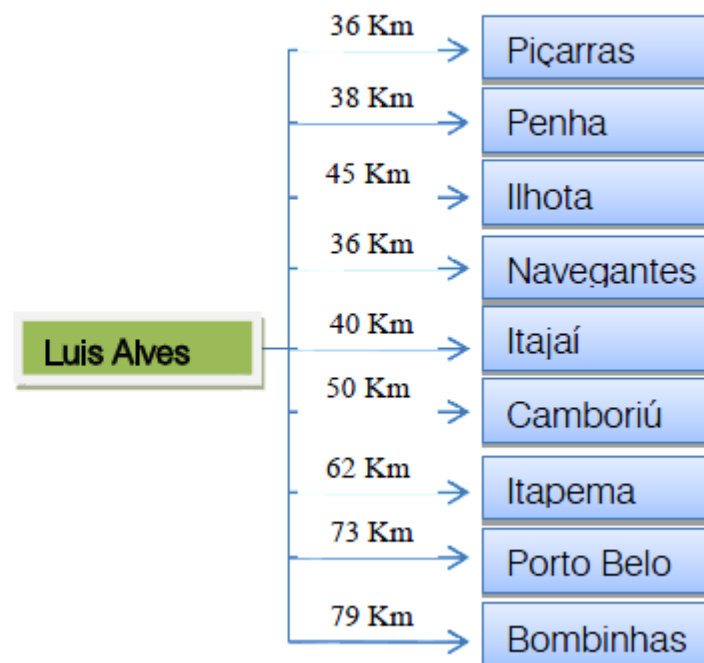 36 Km
Piçarras
38 Km
Penha
45 Km
Ilhota
36 Km
Navegantes
Luis Alves
40 Km
Itajaí
50 Km
Camboriú
62 Km
Itapema
73 Km
Porto Belo
79 Km
Bombinhas